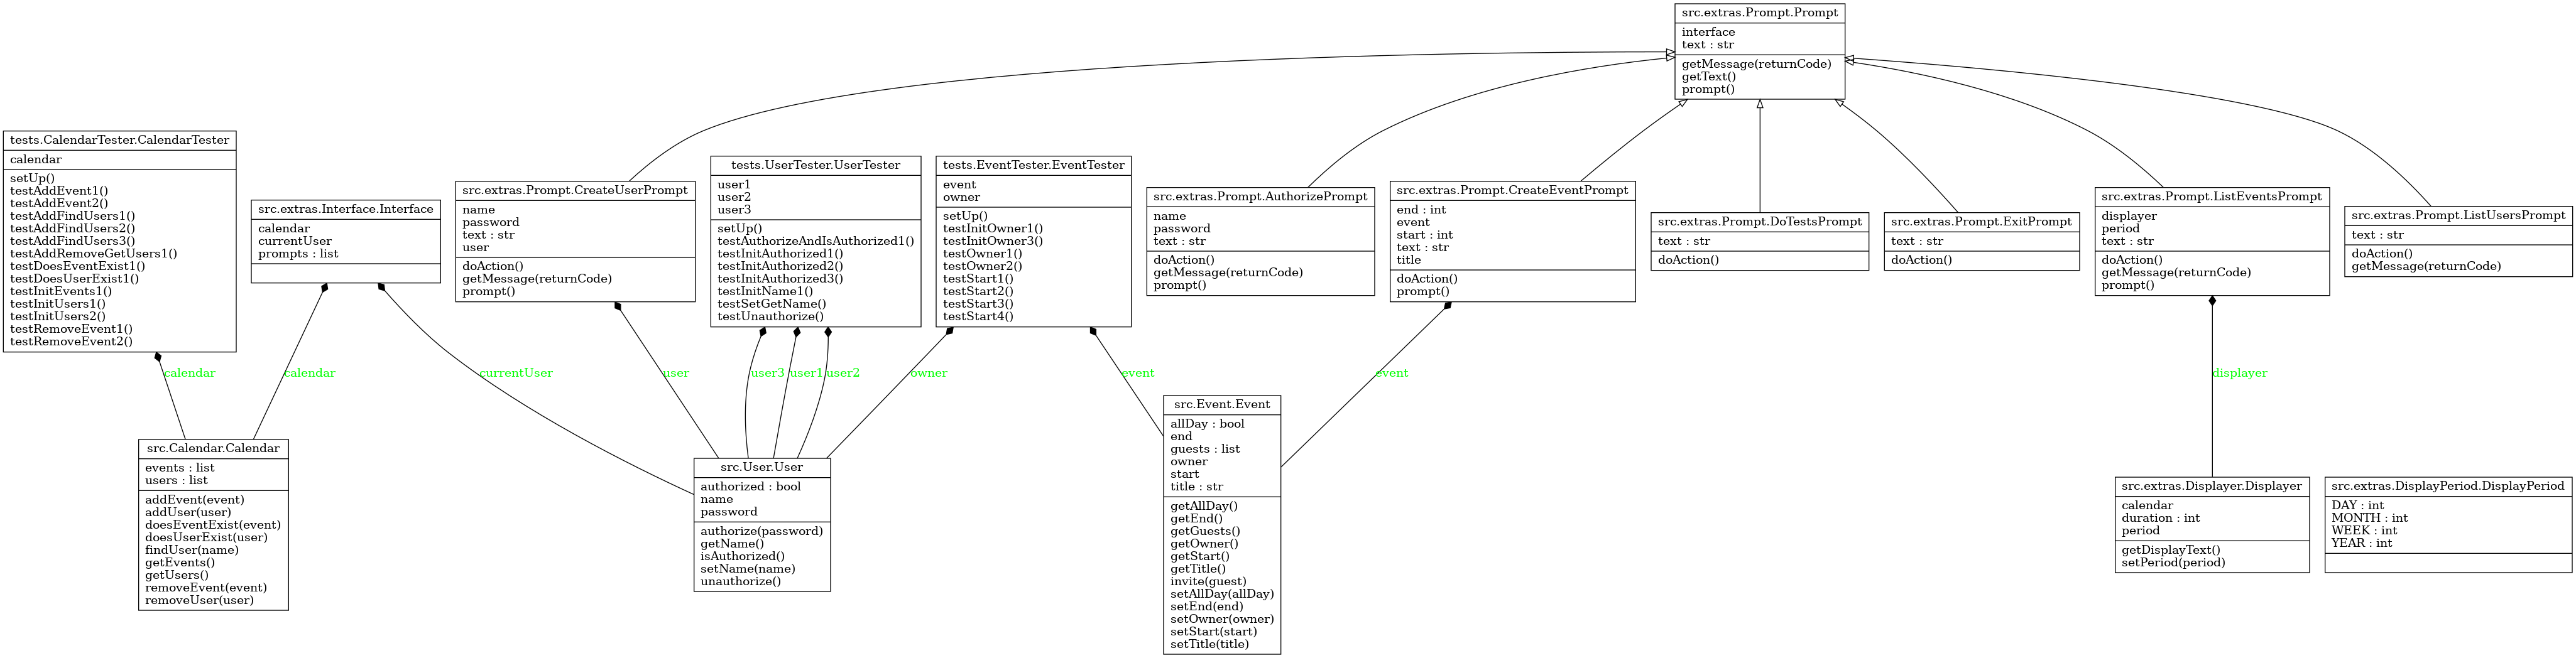 src.extras.Prompt.Prompt
interface
text : str
getMessage(returnCode)
getText()
prompt()
tests.CalendarTester.CalendarTester
calendar
setUp()
testAddEvent1()
testAddEvent2()
testAddFindUsers1()
testAddFindUsers2()
testAddFindUsers3()
testAddRemoveGetUsers1()
testDoesEventExist1()
testDoesUserExist1()
testInitEvents1()
testInitUsers1()
testInitUsers2()
testRemoveEvent1()
testRemoveEvent2()
src.extras.Interface.Interface
calendar
currentUser
prompts : list
src.extras.Prompt.CreateUserPrompt
name
password
text : str
user
doAction()
getMessage(returnCode)
prompt()
tests.UserTester.UserTester
user1
user2
user3
setUp()
testAuthorizeAndIsAuthorized1()
testInitAuthorized1()
testInitAuthorized2()
testInitAuthorized3()
testInitName1()
testSetGetName()
testUnauthorize()
tests.EventTester.EventTester
event
owner
setUp()
testInitOwner1()
testInitOwner3()
testOwner1()
testOwner2()
testStart1()
testStart2()
testStart3()
testStart4()
src.extras.Prompt.AuthorizePrompt
name
password
text : str
doAction()
getMessage(returnCode)
prompt()
src.extras.Prompt.CreateEventPrompt
end : int
event
start : int
text : str
title
doAction()
prompt()
src.extras.Prompt.DoTestsPrompt
text : str
doAction()
src.extras.Prompt.ExitPrompt
text : str
doAction()
src.extras.Prompt.ListEventsPrompt
displayer
period
text : str
doAction()
getMessage(returnCode)
prompt()
src.extras.Prompt.ListUsersPrompt
text : str
doAction()
getMessage(returnCode)
calendar
calendar
currentUser
user
user3
user1
user2
owner
event
event
displayer
src.Calendar.Calendar
events : list
users : list
addEvent(event)
addUser(user)
doesEventExist(event)
doesUserExist(user)
findUser(name)
getEvents()
getUsers()
removeEvent(event)
removeUser(user)
src.User.User
authorized : bool
name
password
authorize(password)
getName()
isAuthorized()
setName(name)
unauthorize()
src.Event.Event
allDay : bool
end
guests : list
owner
start
title : str
getAllDay()
getEnd()
getGuests()
getOwner()
getStart()
getTitle()
invite(guest)
setAllDay(allDay)
setEnd(end)
setOwner(owner)
setStart(start)
setTitle(title)
src.extras.Displayer.Displayer
calendar
duration : int
period
getDisplayText()
setPeriod(period)
src.extras.DisplayPeriod.DisplayPeriod
DAY : int
MONTH : int
WEEK : int
YEAR : int